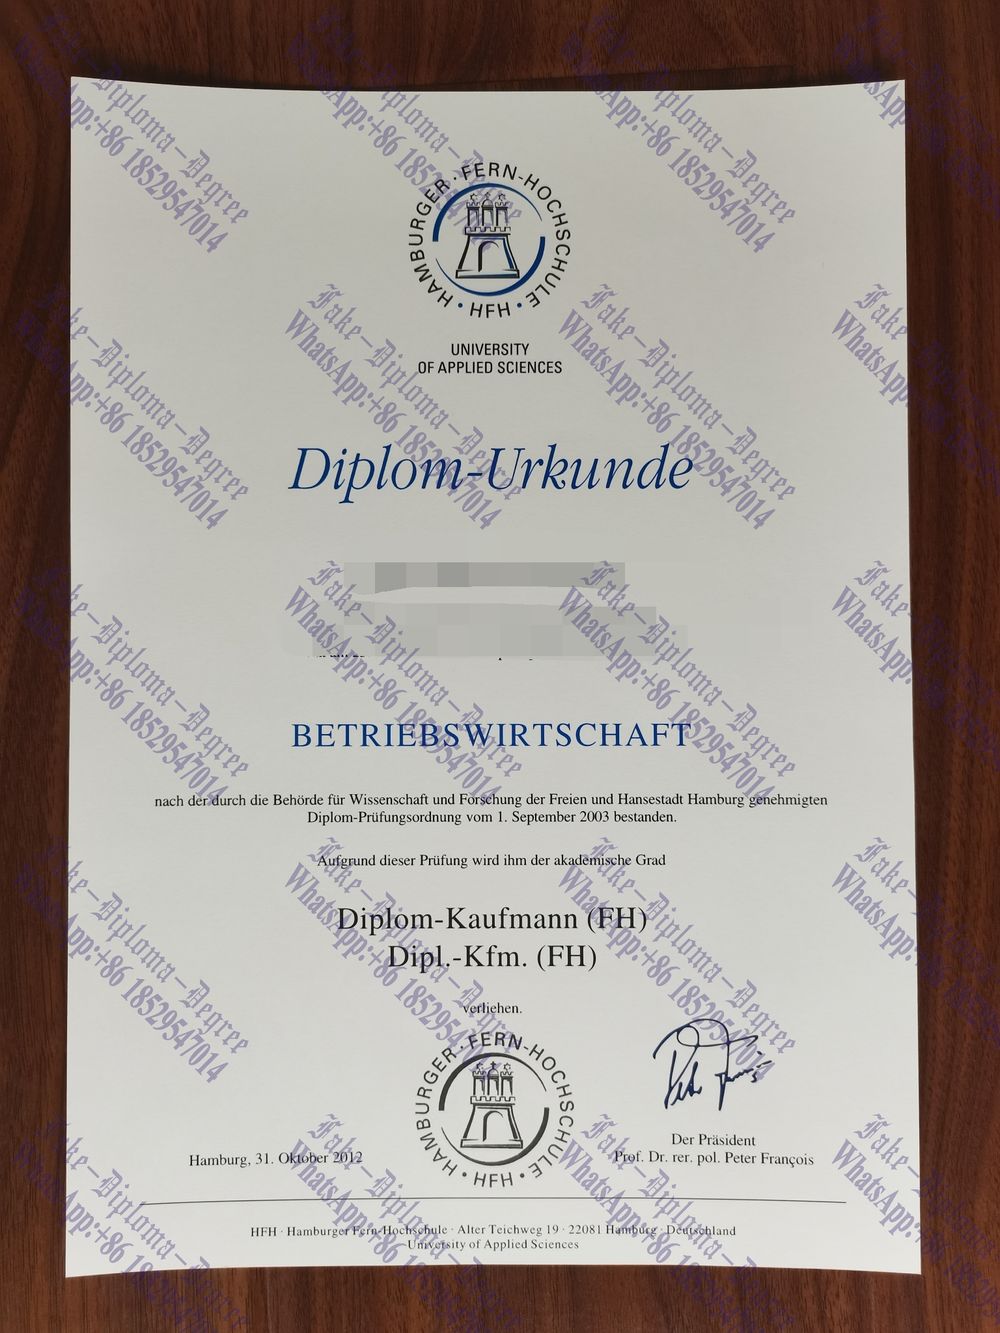 HAMBURGER · FERN-HOCHSCHULE · HFH ·
UNIVERSITY
OF APPLIED SCIENCES
Diplom-Urkunde
BETRIEBSWIRTSCHAFT
nach der durch die Behörde für Wissenschaft und Forschung der Freien und Hansestadt Hamburg genehmigten
Diplom-Prüfungsordnung vom 1. September 2003 bestanden.
Aufgrund dieser Prüfung wird ihm der akademische Grad
Diplom-Kaufmann (FH)
Dipl.-Kfm. (FH)
verliehen.
HAMBURGER · FERN-HOCHSCHULE · HFH ·
Hamburg, 31. Oktober 2012
Der Präsident
Prof. Dr. rer. pol. Peter François
HFH · Hamburger Fern-Hochschule · Alter Teichweg 19 · 22081 Hamburg · Deutschland
University of Applied Sciences
Fake-Diploma-Degree
WhatsApp:+86 18529547014